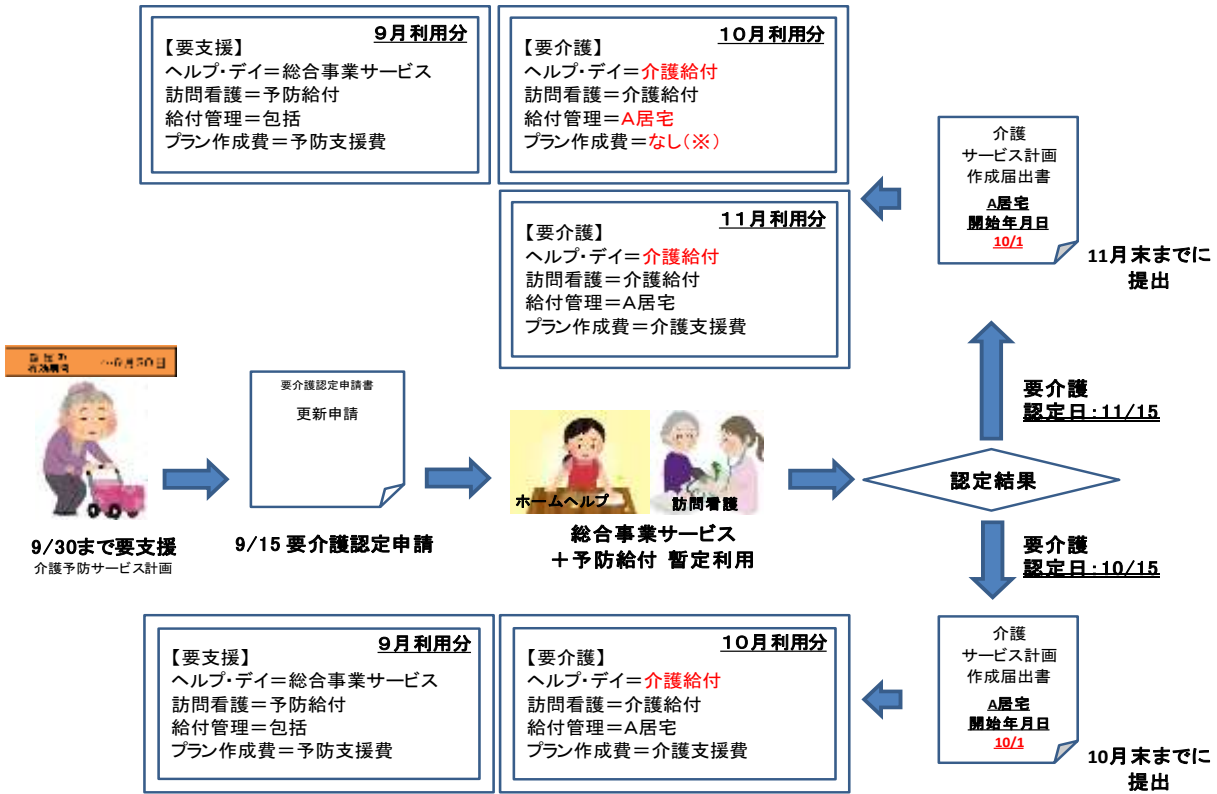 9月利用分
【要支援】
ヘルプ・デイ＝総合事業サービス
訪問看護＝予防給付
給付管理＝包括
プラン作成費＝予防支援費
10月利用分
【要介護】
ヘルプ・デイ＝介護給付
訪問看護＝介護給付
給付管理＝A居宅
プラン作成費＝なし(※)
介護
サービス計画
作成届出書
A居宅
開始年月日
10/1
11月末までに
提出
11月利用分
【要介護】
ヘルプ・デイ＝介護給付
訪問看護＝介護給付
給付管理＝A居宅
プラン作成費＝介護支援費
有効期間
要介護認定申請書
更新申請
ホームヘルプ
訪問看護
要介護
認定日：11/15
認定結果
9/30まで要支援
介護予防サービス計画
9/15 要介護認定申請
総合事業サービス
＋予防給付 暫定利用
要介護
認定日：10/15
9月利用分
【要支援】
ヘルプ・デイ＝総合事業サービス
訪問看護＝予防給付
給付管理＝包括
プラン作成費＝予防支援費
10月利用分
【要介護】
ヘルプ・デイ＝介護給付
訪問看護＝介護給付
給付管理＝A居宅
プラン作成費＝介護支援費
介護
サービス計画
作成届出書
A居宅
開始年月日
10/1
10月末までに
提出